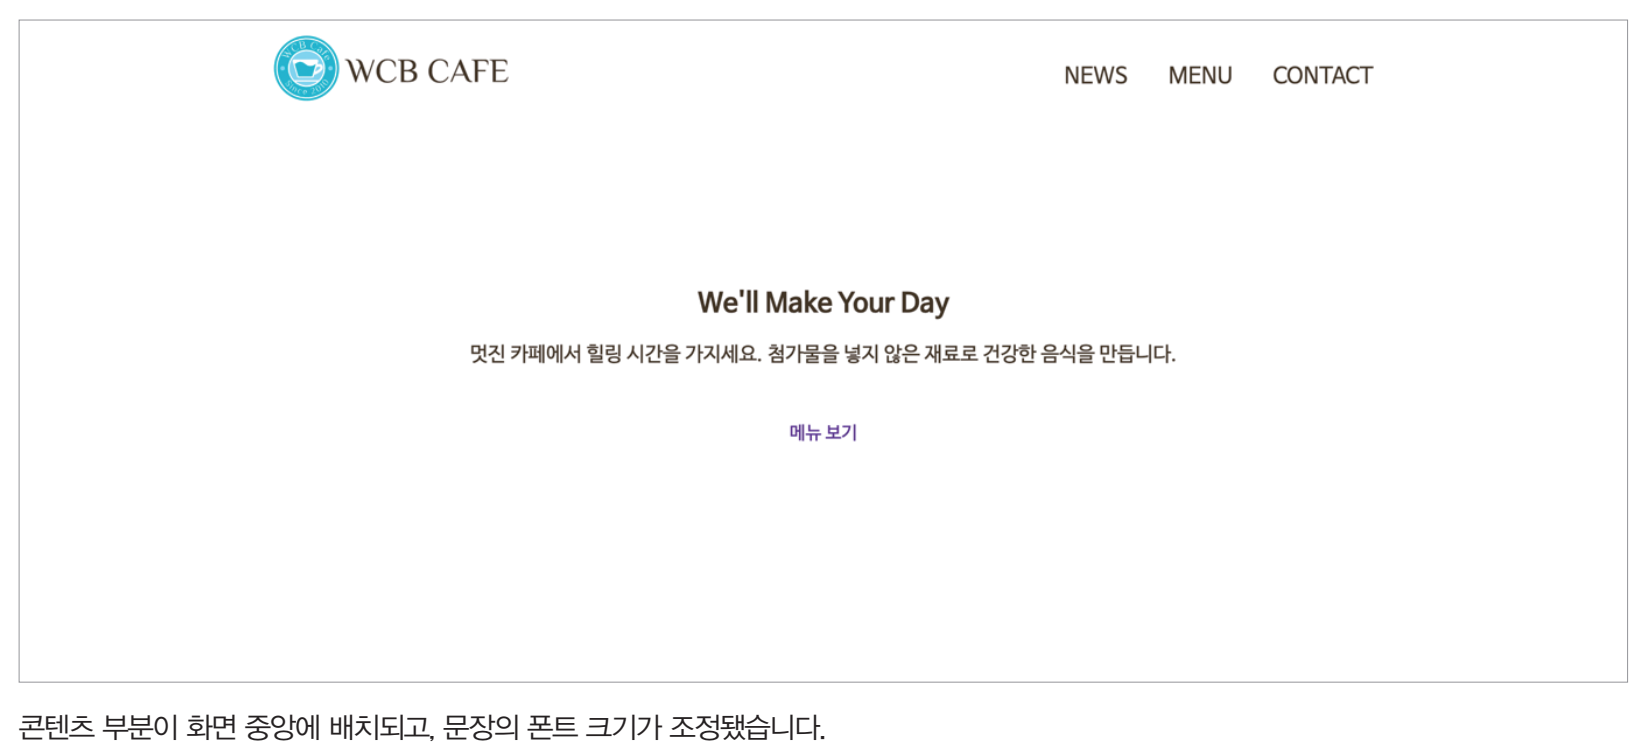 WCB Cafe
Since 2010
WCB CAFE
NEWS MENU CONTACT
We'll Make Your Day
멋진 카페에서 힐링 시간을 가지세요. 첨가물을 넣지 않은 재료로 건강한 음식을 만듭니다.
메뉴 보기
콘텐츠 부분이 화면 중앙에 배치되고, 문장의 폰트 크기가 조정됐습니다.